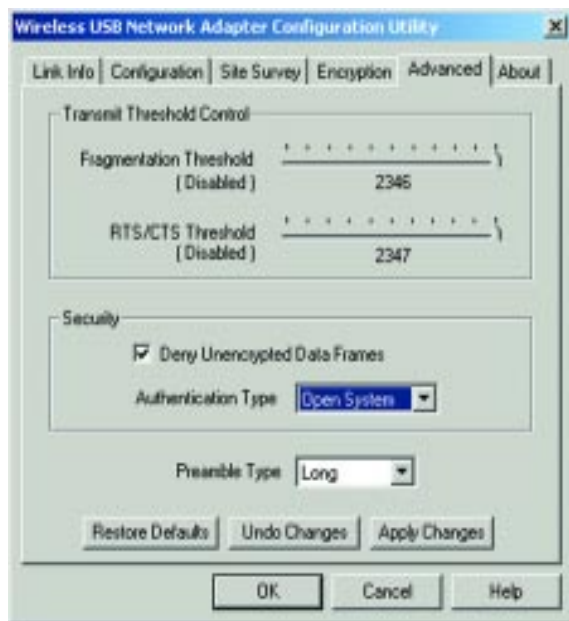 Wireless USB Network Adapter Configuration Utility
Link Info Configuration Site Survey Encryption Advanced About
Transmit Threshold Control
Fragmentation Threshold
( Disabled )
2346
RTS/CTS Threshold
( Disabled )
2347
Security
Deny Unencrypted Data Frames
Authentication Type Open System
Preamble Type Long
Restore Defaults Undo Changes Apply Changes
OK Cancel Help